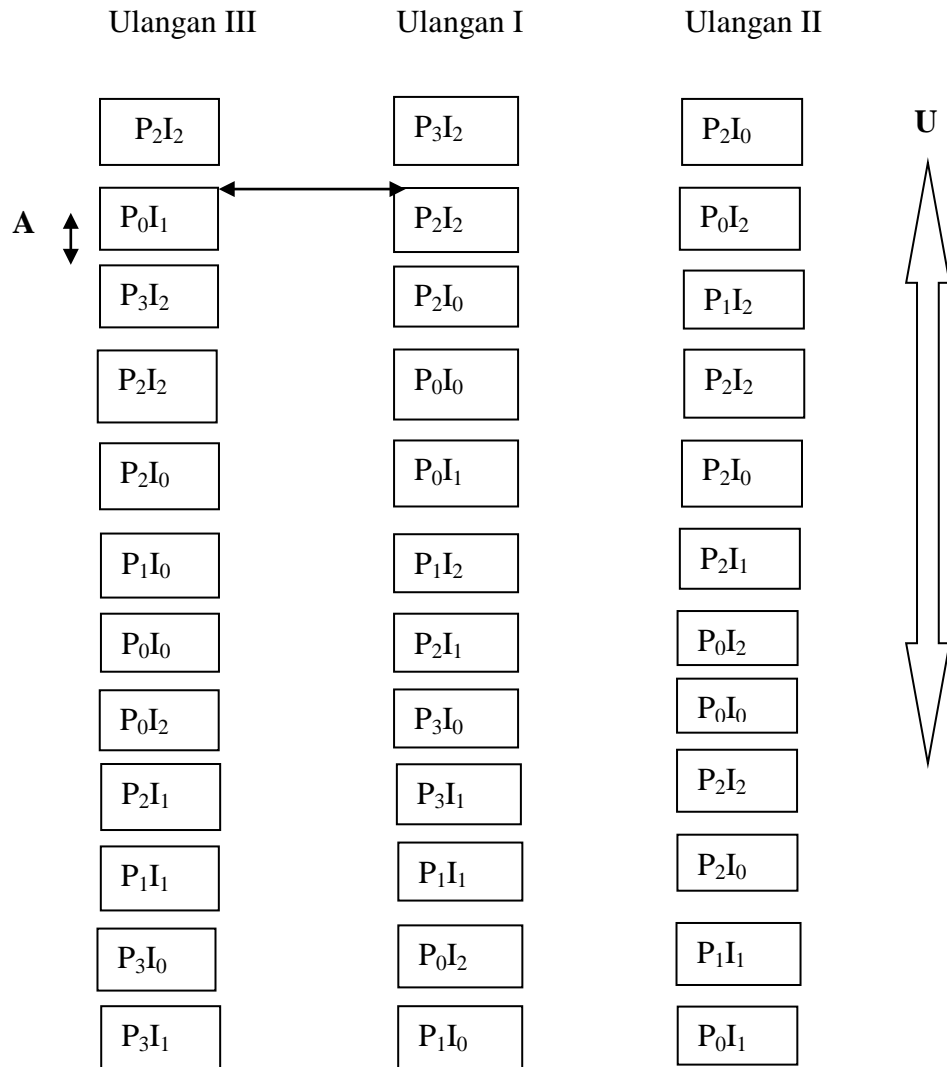 Ulangan III Ulangan I Ulangan II
P₂I₂ P₃I₂ P₂I₀ U
A P₀I₁ P₂I₂ P₀I₂
P₃I₂ P₂I₀ P₁I₂
P₂I₂ P₀I₀ P₂I₂
P₂I₀ P₀I₁ P₂I₀
P₁I₀ P₁I₂ P₂I₁
P₀I₀ P₂I₁ P₀I₂
P₀I₂ P₃I₀ P₀I₀
P₂I₁ P₃I₁ P₂I₂
P₁I₁ P₁I₁ P₂I₀
P₃I₀ P₀I₂ P₁I₁
P₃I₁ P₁I₀ P₀I₁